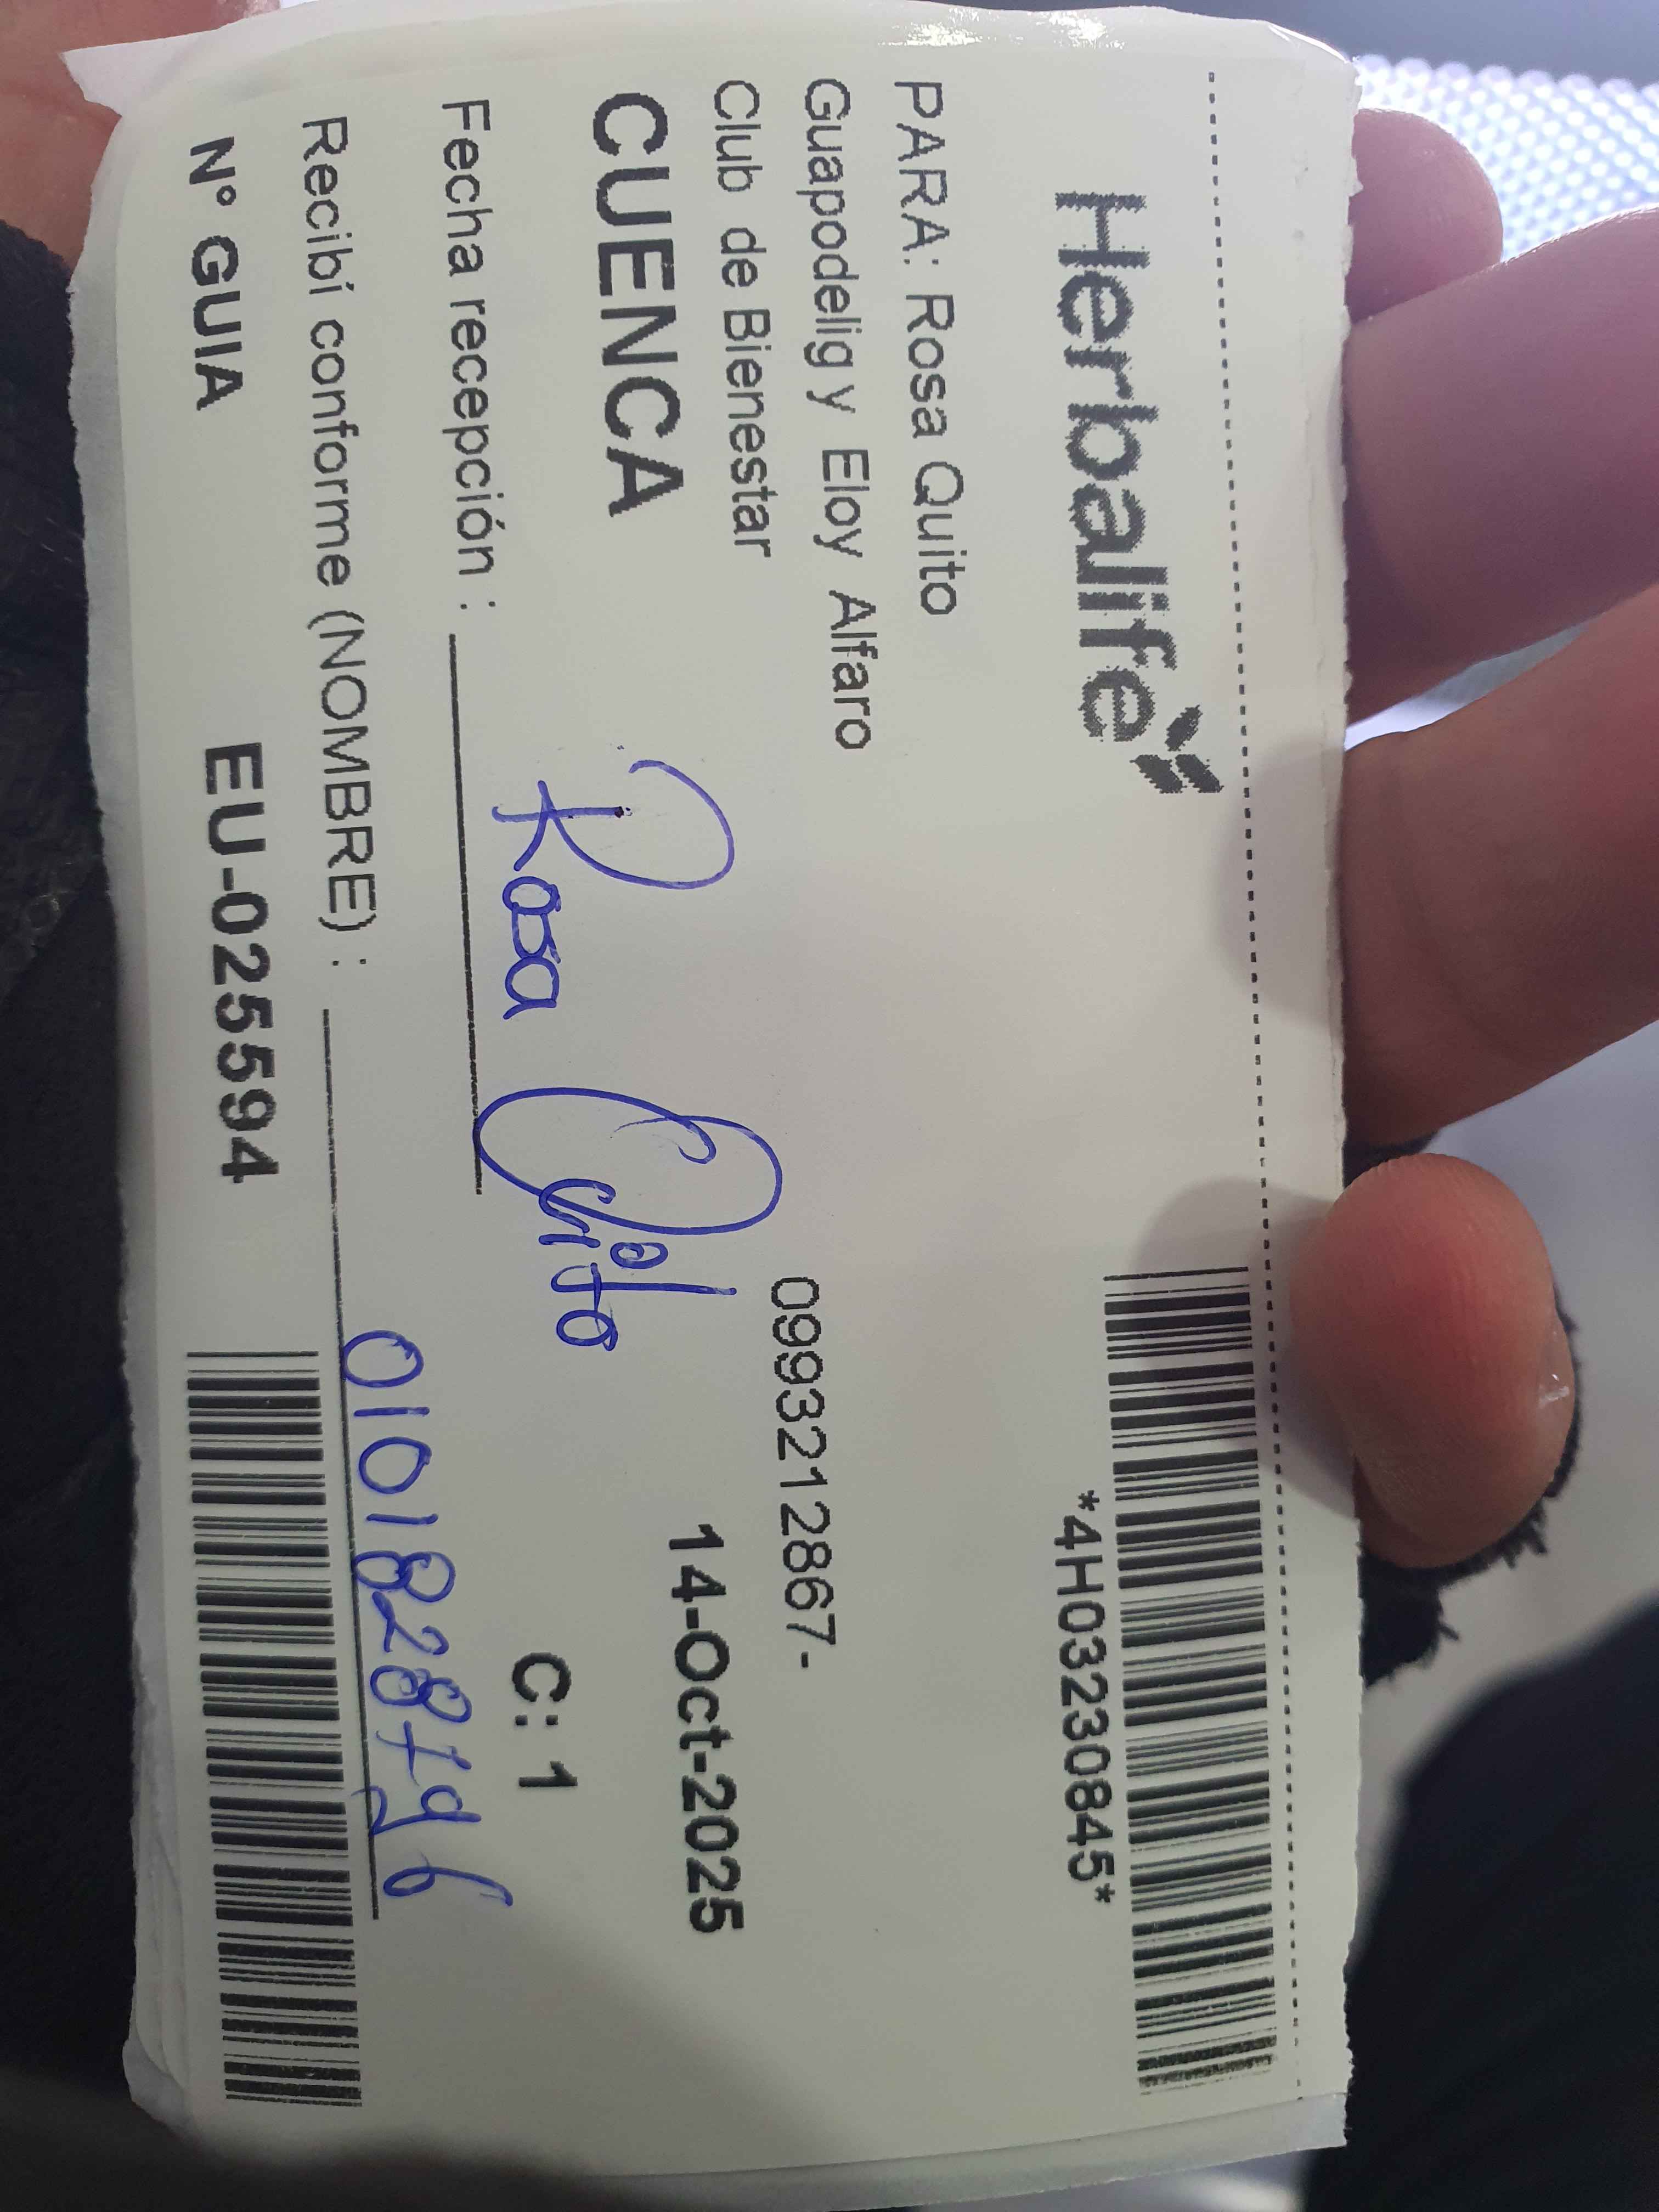 Herbalife
*4H03230845*
PARA: Rosa Quito
Guapodelig y Eloy Alfaro
0993212867-
Club de Bienestar
CUENCA
14-Oct-2025
Fecha recepción :
Rosa Quito
C: 1
Recibí conforme (NOMBRE) :
0101828796
N° GUIA
EU-025594